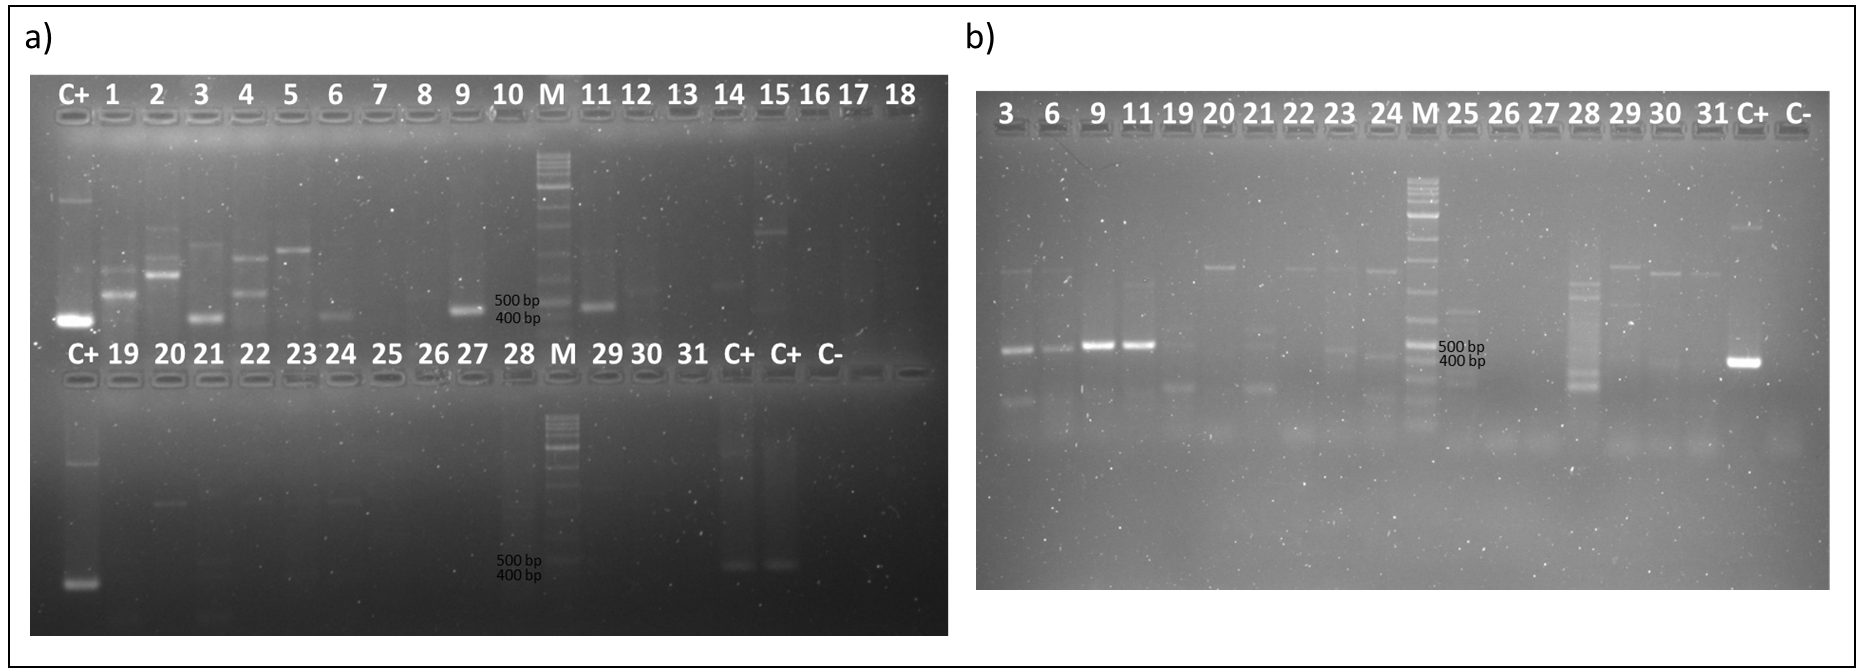 a)
C+ 1 2 3 4 5 6 7 8 9 10 M 11 12 13 14 15 16 17 18
500 bp
400 bp
C+ 19 20 21 22 23 24 25 26 27 28 M 29 30 31 C+ C+ C-
500 bp
400 bp
b)
3 6 9 11 19 20 21 22 23 24 M 25 26 27 28 29 30 31 C+ C-
500 bp
400 bp